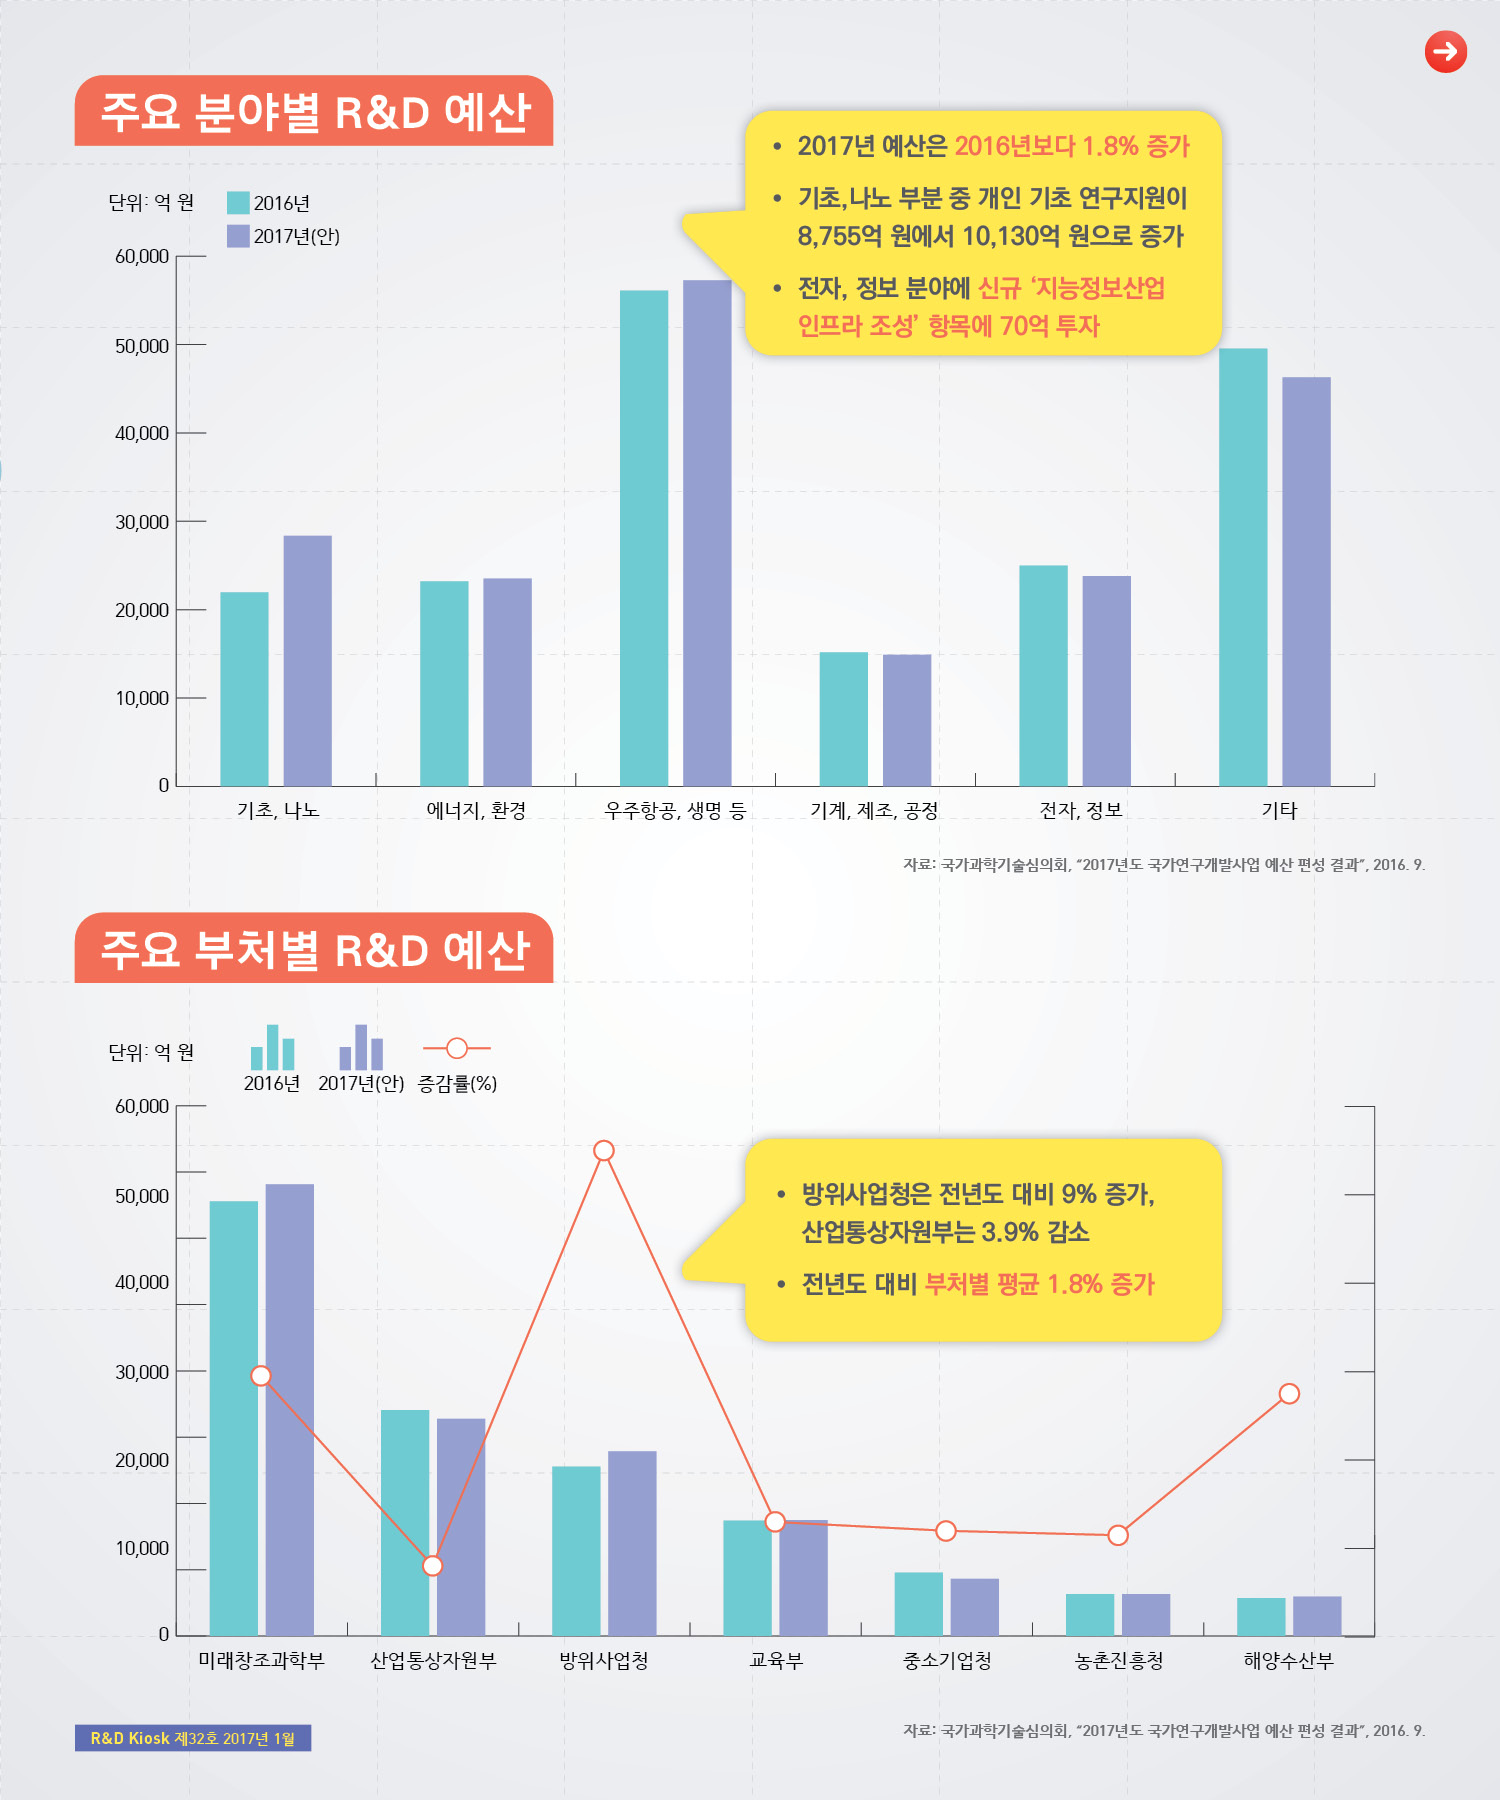 주요 분야별 R&D 예산
• 2017년 예산은 2016년보다 1.8% 증가
• 기초,나노 부분 중 개인 기초 연구지원이
8,755억 원에서 10,130억 원으로 증가
• 전자, 정보 분야에 신규 ‘지능정보산업
인프라 조성’ 항목에 70억 투자
단위: 억 원
2016년
2017년(안)
60,000
50,000
40,000
30,000
20,000
10,000
0
기초, 나노 에너지, 환경 우주항공, 생명 등 기계, 제조, 공정 전자, 정보 기타
자료: 국가과학기술심의회, “2017년도 국가연구개발사업 예산 편성 결과”, 2016. 9.
주요 부처별 R&D 예산
단위: 억 원
2016년 2017년(안) 증감률(%)
60,000
50,000
40,000
30,000
20,000
10,000
0
• 방위사업청은 전년도 대비 9% 증가,
산업통상자원부는 3.9% 감소
• 전년도 대비 부처별 평균 1.8% 증가
미래창조과학부 산업통상자원부 방위사업청 교육부 중소기업청 농촌진흥청 해양수산부
R&D Kiosk 제32호 2017년 1월
자료: 국가과학기술심의회, “2017년도 국가연구개발사업 예산 편성 결과”, 2016. 9.